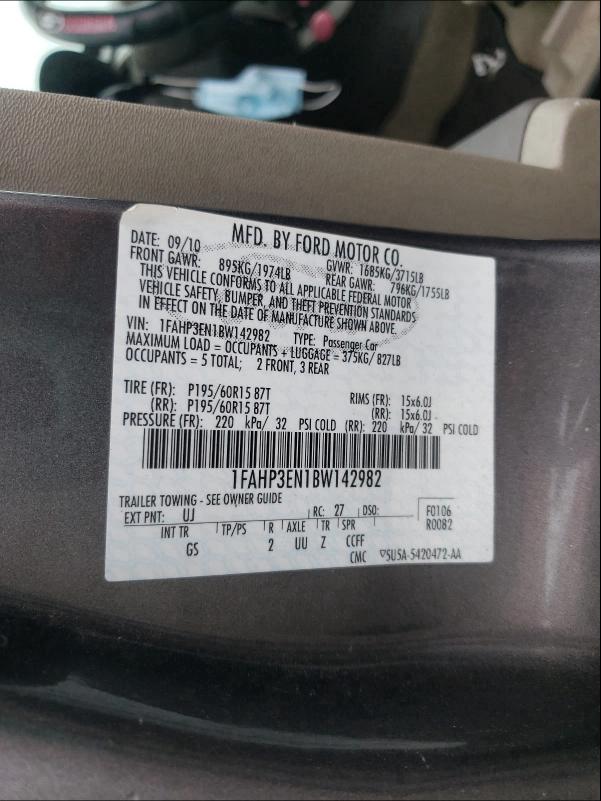 MFD. BY FORD MOTOR CO.
DATE: 09/10 GVWR: 1685KG/3715LB
FRONT GAWR: 895KG/1974LB REAR GAWR: 796KG/1755LB
THIS VEHICLE CONFORMS TO ALL APPLICABLE FEDERAL MOTOR
VEHICLE SAFETY, BUMPER, AND THEFT PREVENTION STANDARDS
IN EFFECT ON THE DATE OF MANUFACTURE SHOWN ABOVE.
VIN: 1FAHP3EN1BW142982 TYPE: Passenger Car
MAXIMUM LOAD = OCCUPANTS + LUGGAGE = 375KG/ 827LB
OCCUPANTS = 5 TOTAL; 2 FRONT, 3 REAR
TIRE (FR): P195/60R15 87T RIMS (FR): 15x6.0J
(RR): P195/60R15 87T (RR): 15x6.0J
PRESSURE (FR): 220 kPa/ 32 PSI COLD (RR): 220 kPa/ 32 PSI COLD
1FAHP3EN1BW142982
TRAILER TOWING - SEE OWNER GUIDE
EXT PNT: UJ RC: 27 DSO: F0106
INT TR TP/PS R AXLE TR SPR R0082
GS 2 UU Z CCFF
CMC ▽5U5A-5420472-AA